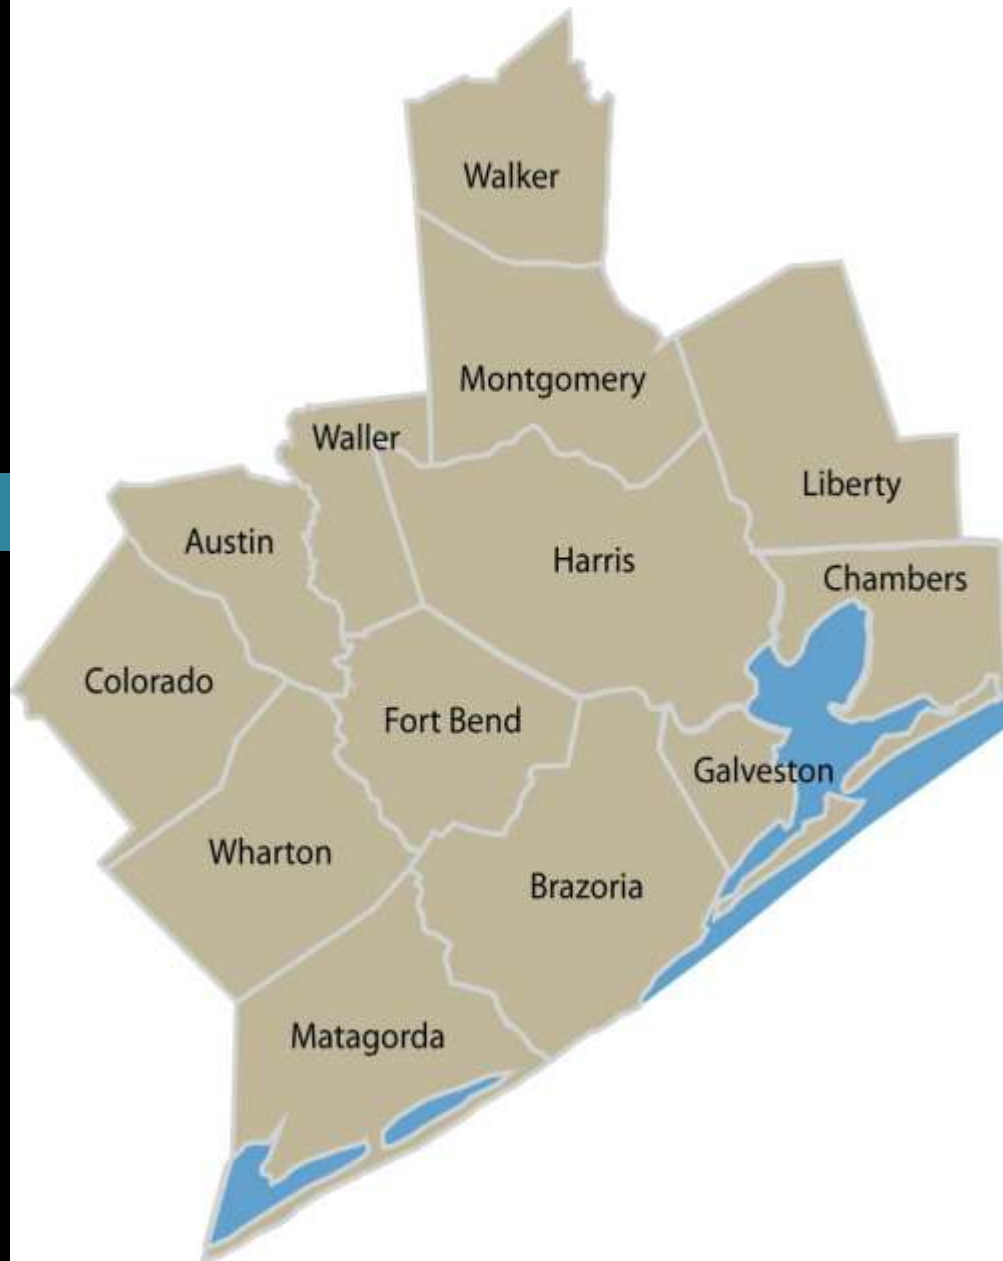 Walker
Montgomery
Waller
Liberty
Austin
Harris
Chambers
Colorado
Fort Bend
Galveston
Wharton
Brazoria
Matagorda